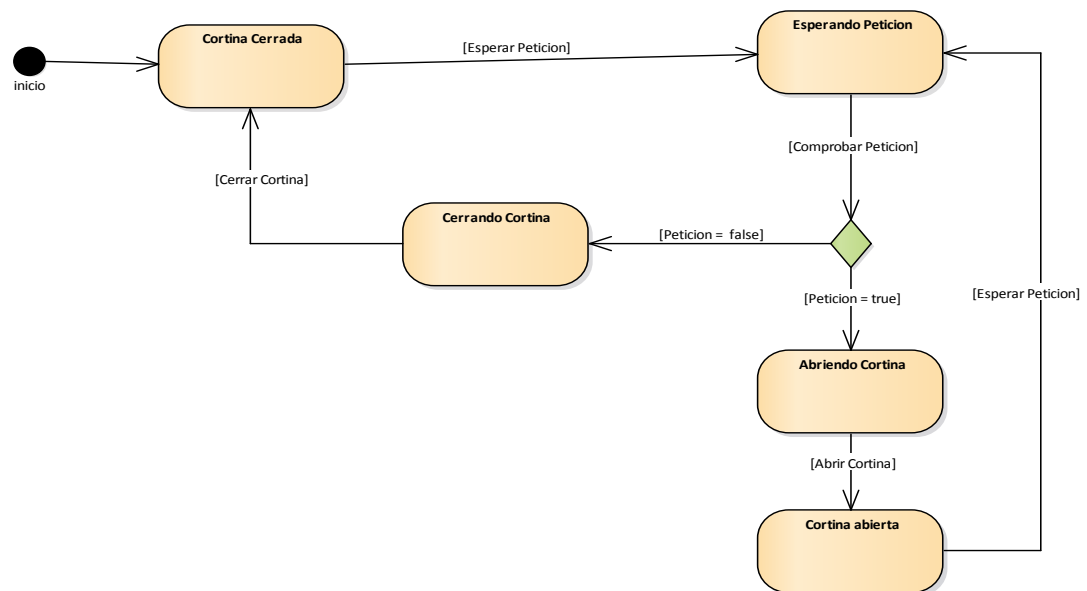 Cortina Cerrada
Esperando Peticion
[Esperar Peticion]
inicio
[Comprobar Peticion]
[Cerrar Cortina]
Cerrando Cortina
[Peticion =  false]
[Peticion = true]
[Esperar Peticion]
Abriendo Cortina
[Abrir Cortina]
Cortina abierta